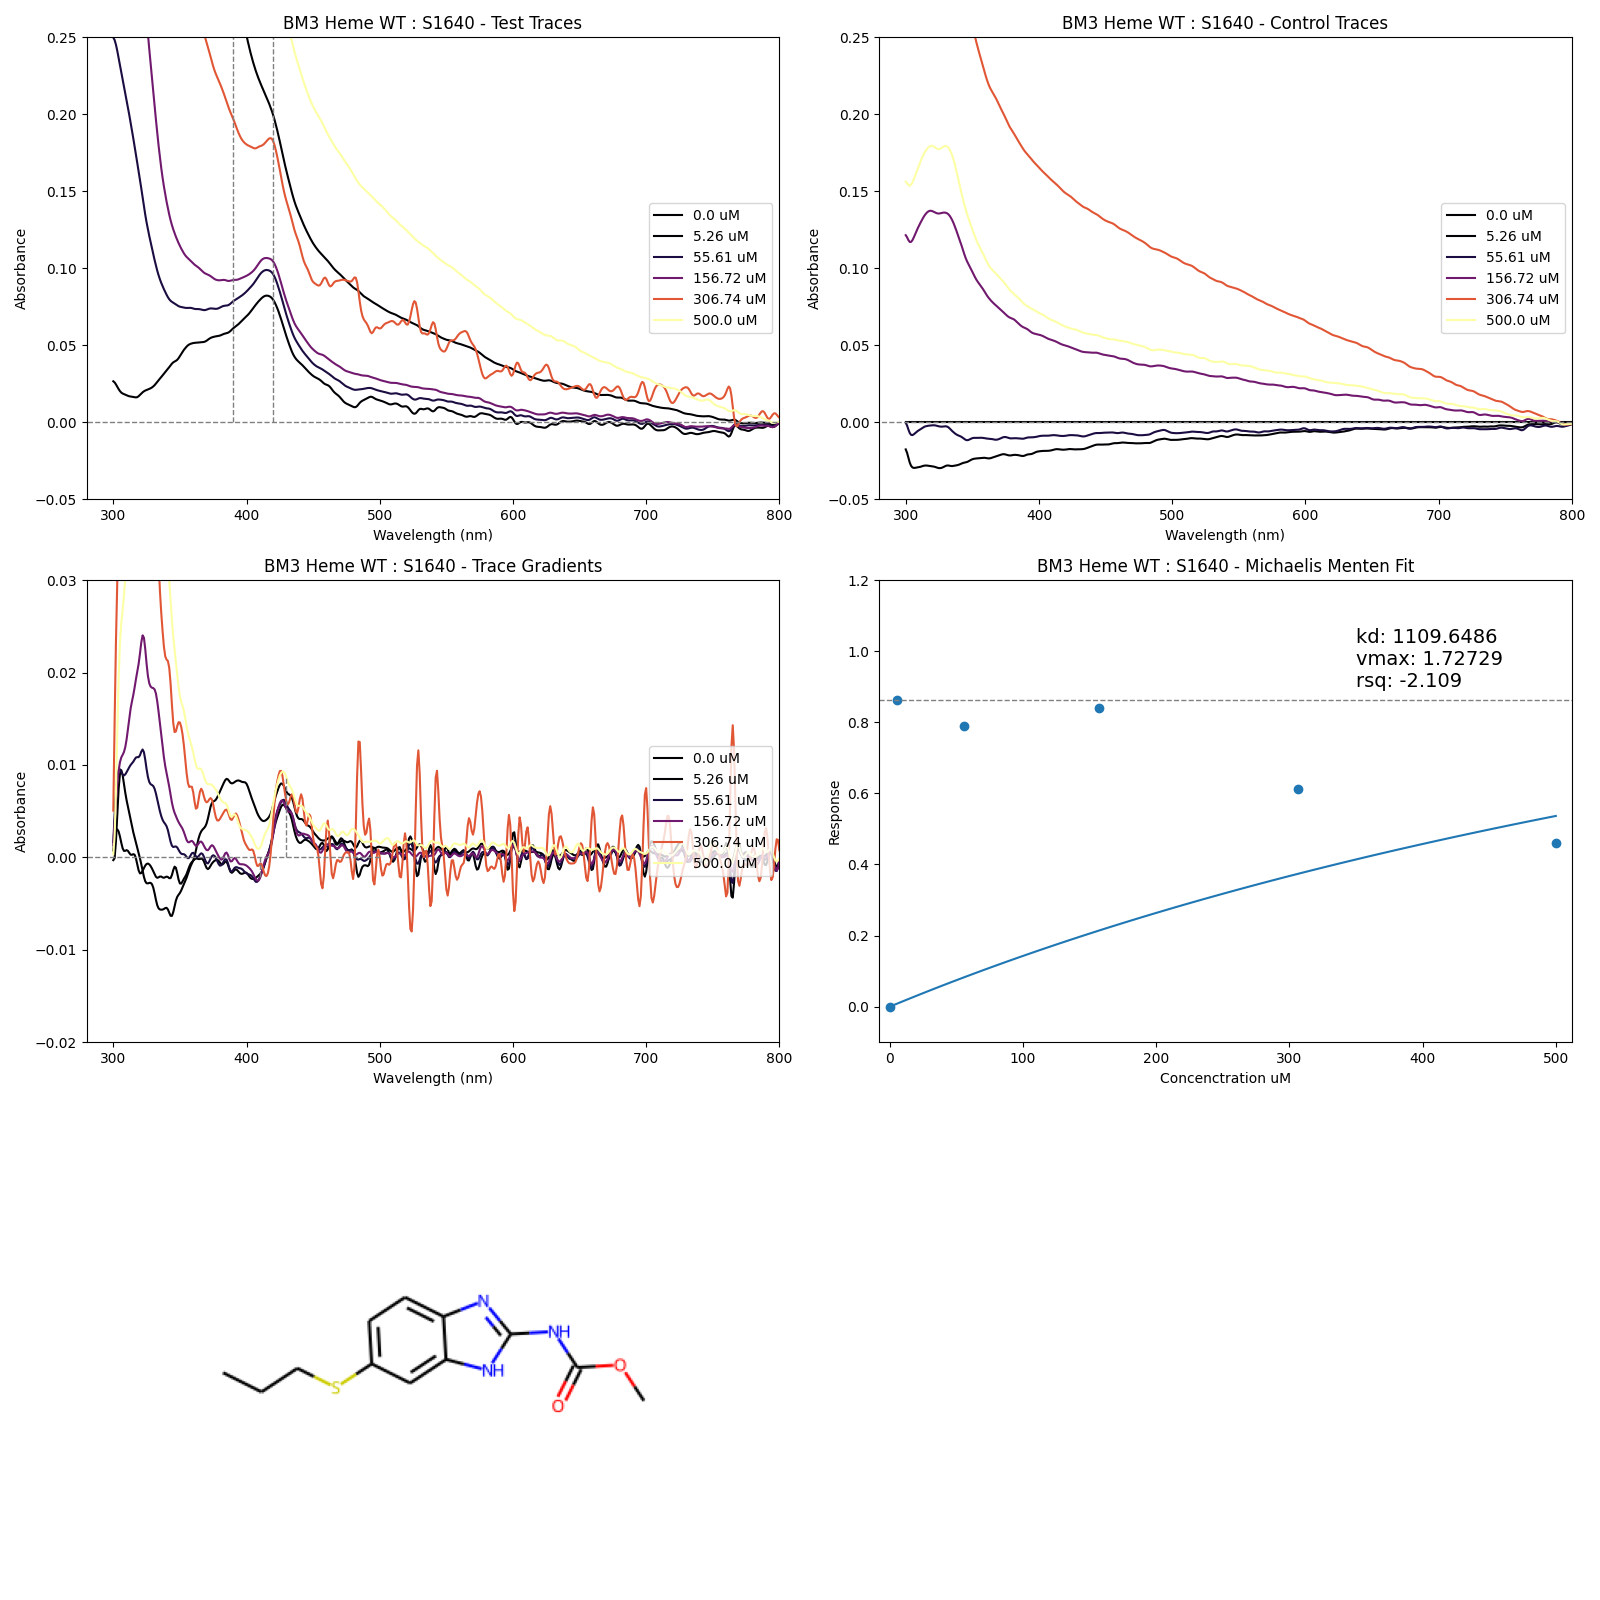 BM3 Heme WT : S1640 - Test Traces
0.25
0.20
0.15
0.10
0.05
0.00
−0.05
Absorbance
300 400 500 600 700 800
Wavelength (nm)
0.0 uM
5.26 uM
55.61 uM
156.72 uM
306.74 uM
500.0 uM
BM3 Heme WT : S1640 - Control Traces
0.25
0.20
0.15
0.10
0.05
0.00
−0.05
Absorbance
300 400 500 600 700 800
Wavelength (nm)
0.0 uM
5.26 uM
55.61 uM
156.72 uM
306.74 uM
500.0 uM
BM3 Heme WT : S1640 - Trace Gradients
0.03
0.02
0.01
0.00
−0.01
−0.02
Absorbance
300 400 500 600 700 800
Wavelength (nm)
0.0 uM
5.26 uM
55.61 uM
156.72 uM
306.74 uM
500.0 uM
BM3 Heme WT : S1640 - Michaelis Menten Fit
1.2
1.0
0.8
0.6
0.4
0.2
0.0
Response
0 100 200 300 400 500
Concenctration uM
kd: 1109.6486
vmax: 1.72729
rsq: -2.109
N
NH
NH
O
O
S